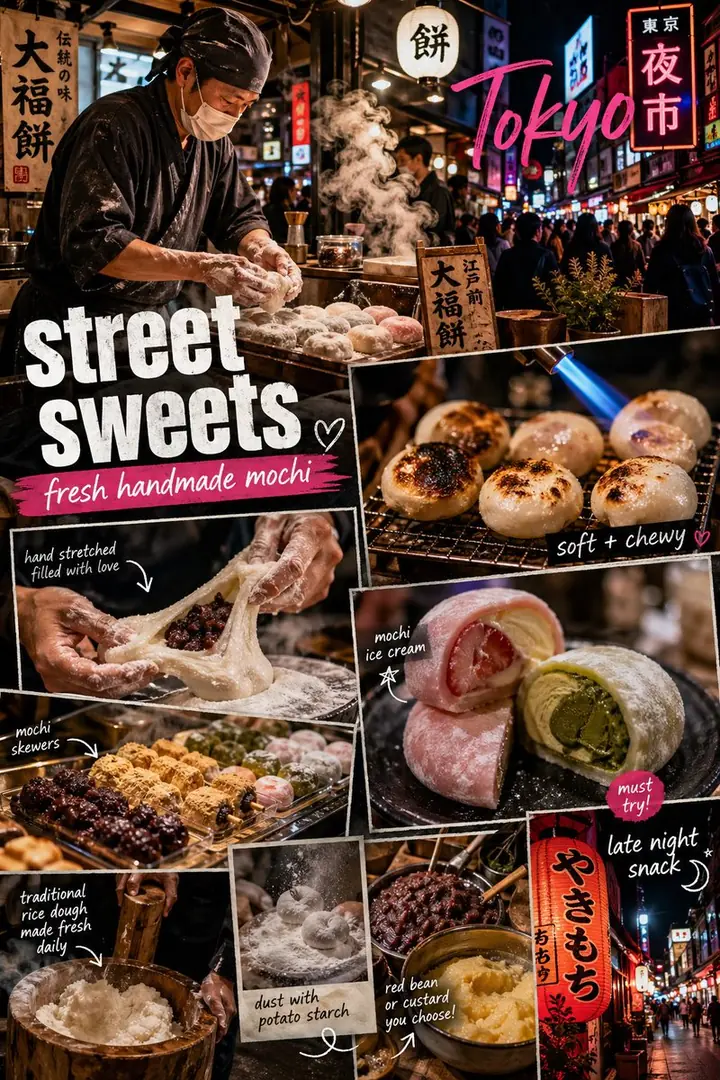 伝統の味
大福餅
餅
Tokyo
東京
夜市
江戸前
大福餅
street
sweets
fresh handmade mochi
soft + chewy
hand stretched
filled with love
mochi
ice cream
mochi
skewers
must
try!
late night
snack
やきもち
traditional
rice dough
made fresh
daily
dust with
potato starch
red bean
or custard
you choose!